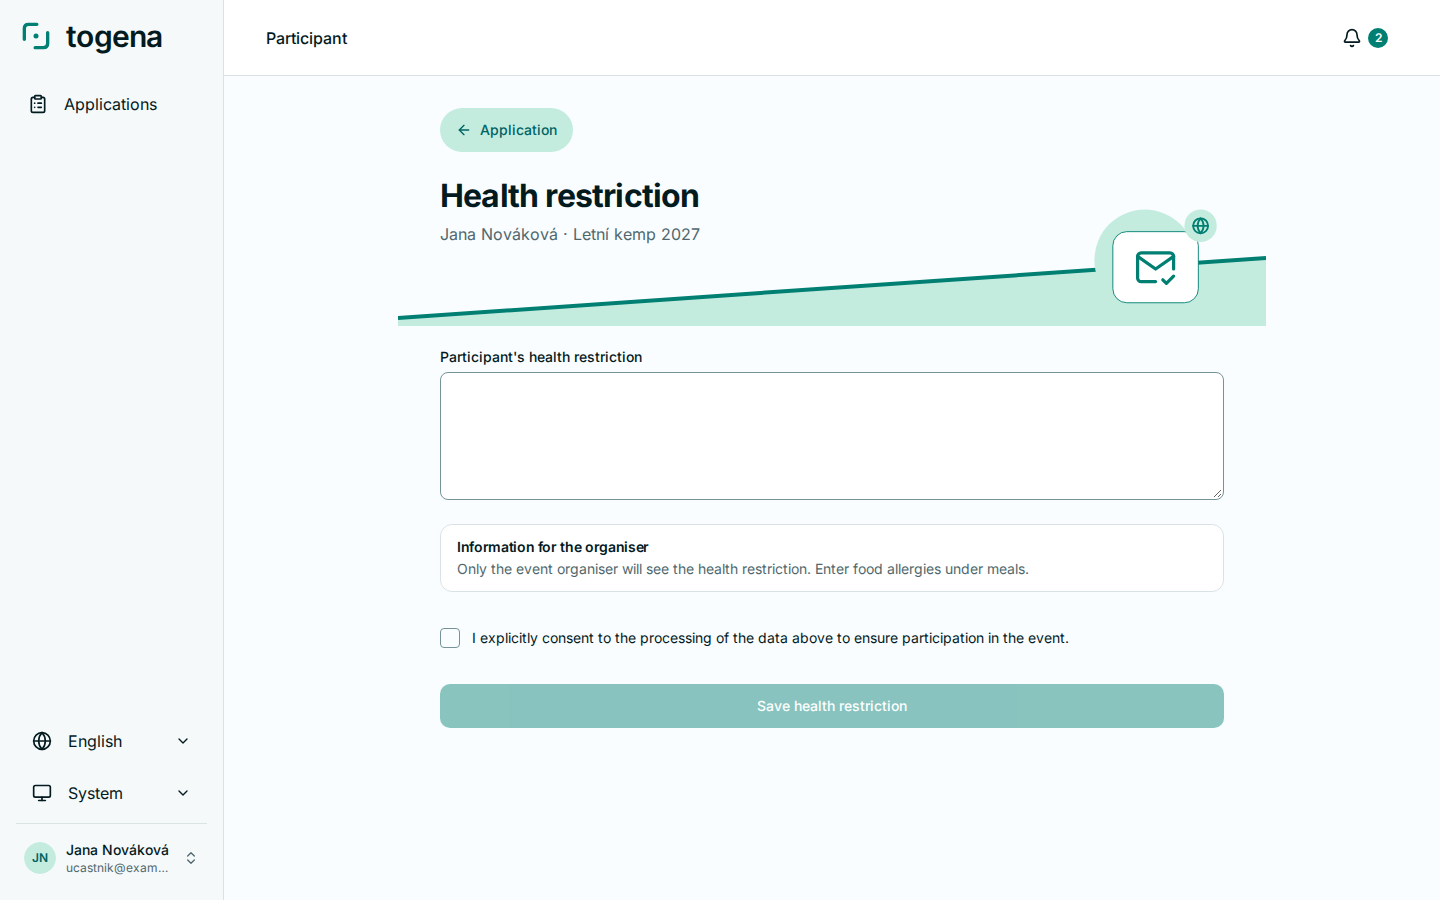 togena
Applications
English
System
JN
Jana Nováková
ucastnik@exam...
Participant
2
Application
Health restriction
Jana Nováková · Letní kemp 2027
Participant's health restriction
Information for the organiser
Only the event organiser will see the health restriction. Enter food allergies under meals.
I explicitly consent to the processing of the data above to ensure participation in the event.
Save health restriction